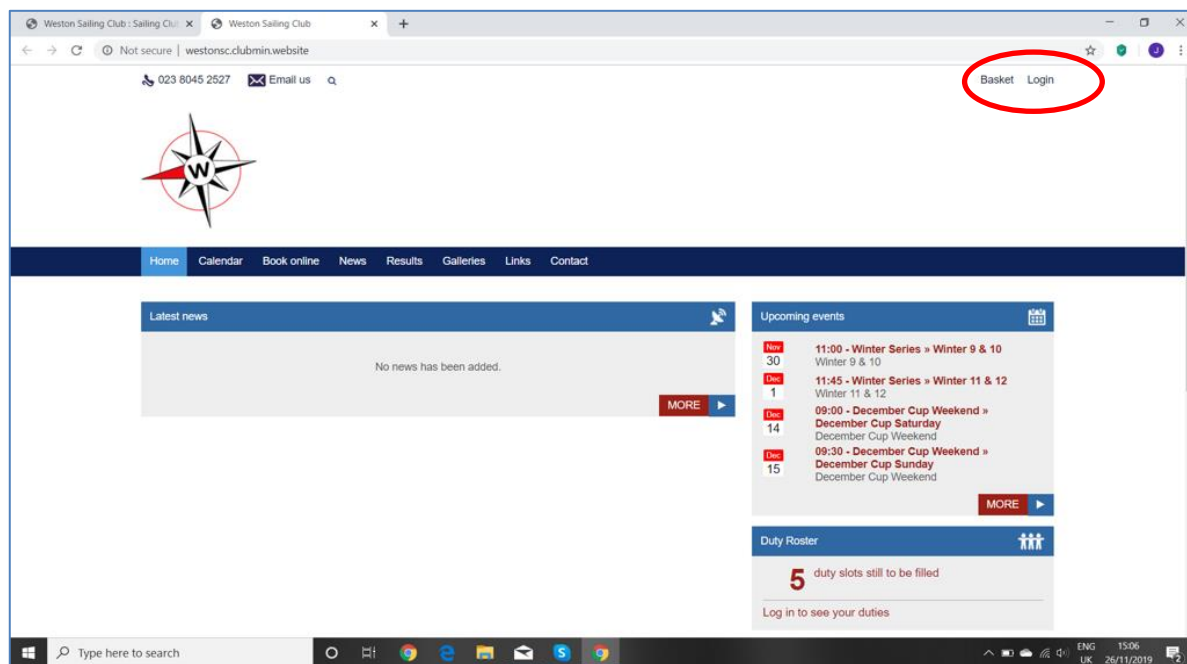 Weston Sailing Club : Sailing Clu
Weston Sailing Club
Not secure | westonsc.clubmin.website
J
023 8045 2527 Email us
Basket Login
W
Home Calendar Book online News Results Galleries Links Contact
Latest news
No news has been added.
MORE
Upcoming events
Nov
30
11:00 - Winter Series » Winter 9 & 10
Winter 9 & 10
Dec
1
11:45 - Winter Series » Winter 11 & 12
Winter 11 & 12
Dec
14
09:00 - December Cup Weekend »
December Cup Saturday
December Cup Weekend
Dec
15
09:30 - December Cup Weekend »
December Cup Sunday
December Cup Weekend
MORE
Duty Roster
5 duty slots still to be filled
Log in to see your duties
Type here to search
ENG
UK
15:06
26/11/2019
2